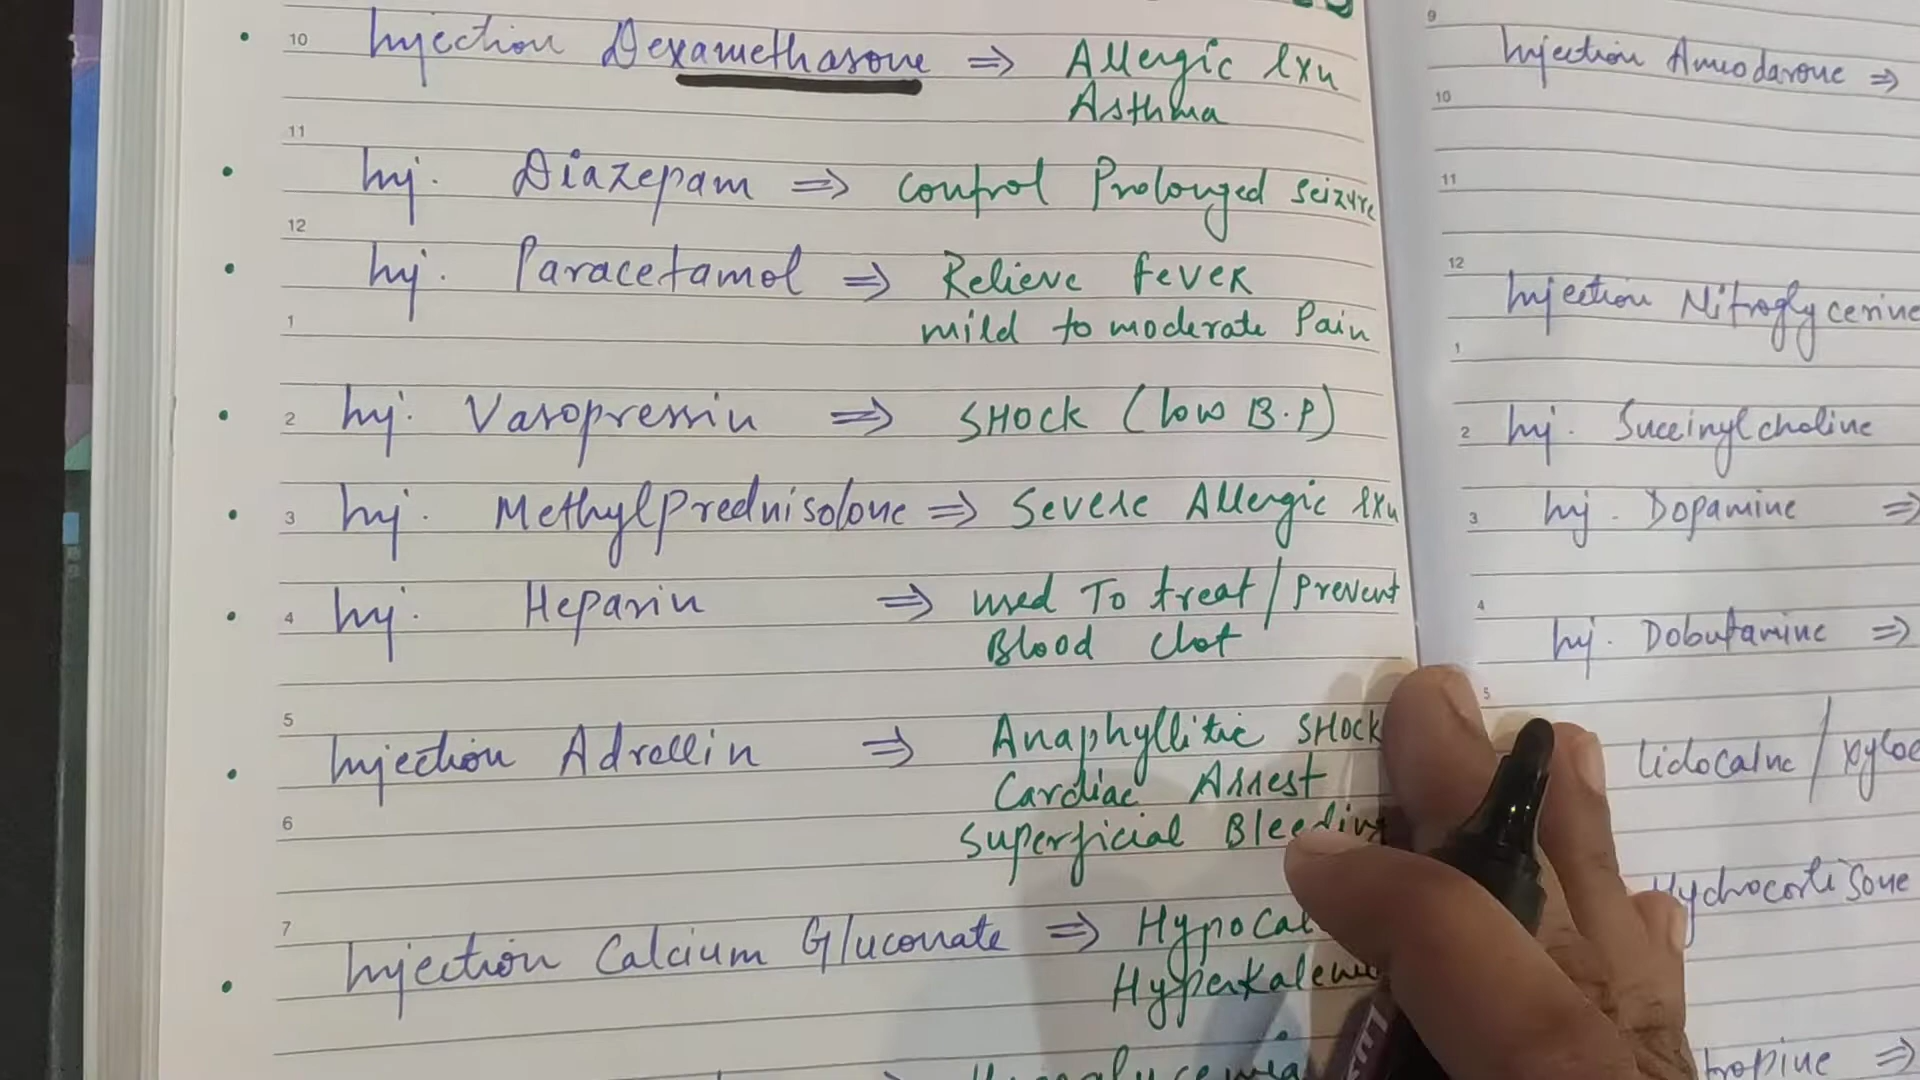 10 Injection Dexamethasone ⇒ Allergic rxn
Asthma
11
Inj. Diazepam ⇒ control Prolonged seizure
12
Inj. Paracetamol ⇒ Relieve fever
1 mild to moderate Pain
2 Inj. Vasopressin ⇒ SHOCK (low B.P)
3 Inj. Methylprednisolone ⇒ Severe Allergic rxn
4 Inj. Heparin ⇒ used To treat / Prevent
Blood clot
5
Injection Adrellin ⇒ Anaphyllitic SHOCK
Cardiac Arrest
6 Superficial Bleeding
7
Injection Calcium Gluconate ⇒ Hypocal
Hyperkalemi
9
Injection Ameodarone ⇒
10
11
12
Injection Nitroglycerine
1
2 Inj. Succinylcholine
3 Inj. Dopamine ⇒
4
Inj. Dobutamine ⇒
5
lidocaine / xyloc
Hydrocortisone
tropine ⇒